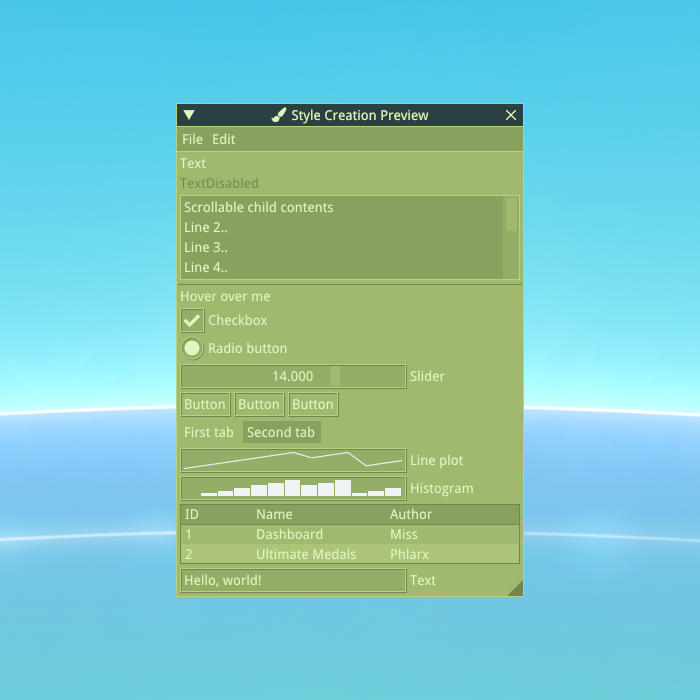 Style Creation Preview
File Edit
Text
TextDisabled
Scrollable child contents
Line 2..
Line 3..
Line 4..
Hover over me
Checkbox
Radio button
14.000 Slider
Button Button Button
First tab Second tab
Line plot
Histogram
ID Name Author
1 Dashboard Miss
2 Ultimate Medals Phlarx
Hello, world! Text